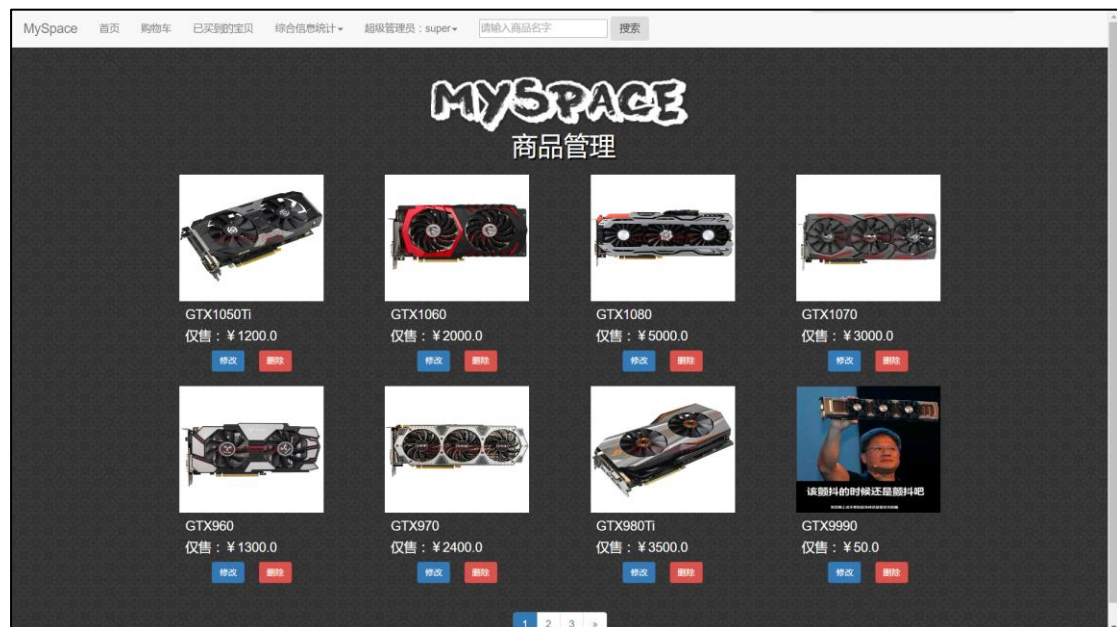 MySpace 首页 购物车 已买到的宝贝 综合信息统计 超级管理员：super 请输入商品名字 搜索
MYSPACE
商品管理
GTX1050Ti GTX1060 GTX1080 GTX1070
仅售：￥1200.0 仅售：￥2000.0 仅售：￥5000.0 仅售：￥3000.0
修改 删除 修改 删除 修改 删除 修改 删除
该颤抖的时候还是颤抖吧
GTX960 GTX970 GTX980Ti GTX9990
仅售：￥1300.0 仅售：￥2400.0 仅售：￥3500.0 仅售：￥50.0
修改 删除 修改 删除 修改 删除 修改 删除
1 2 3 »